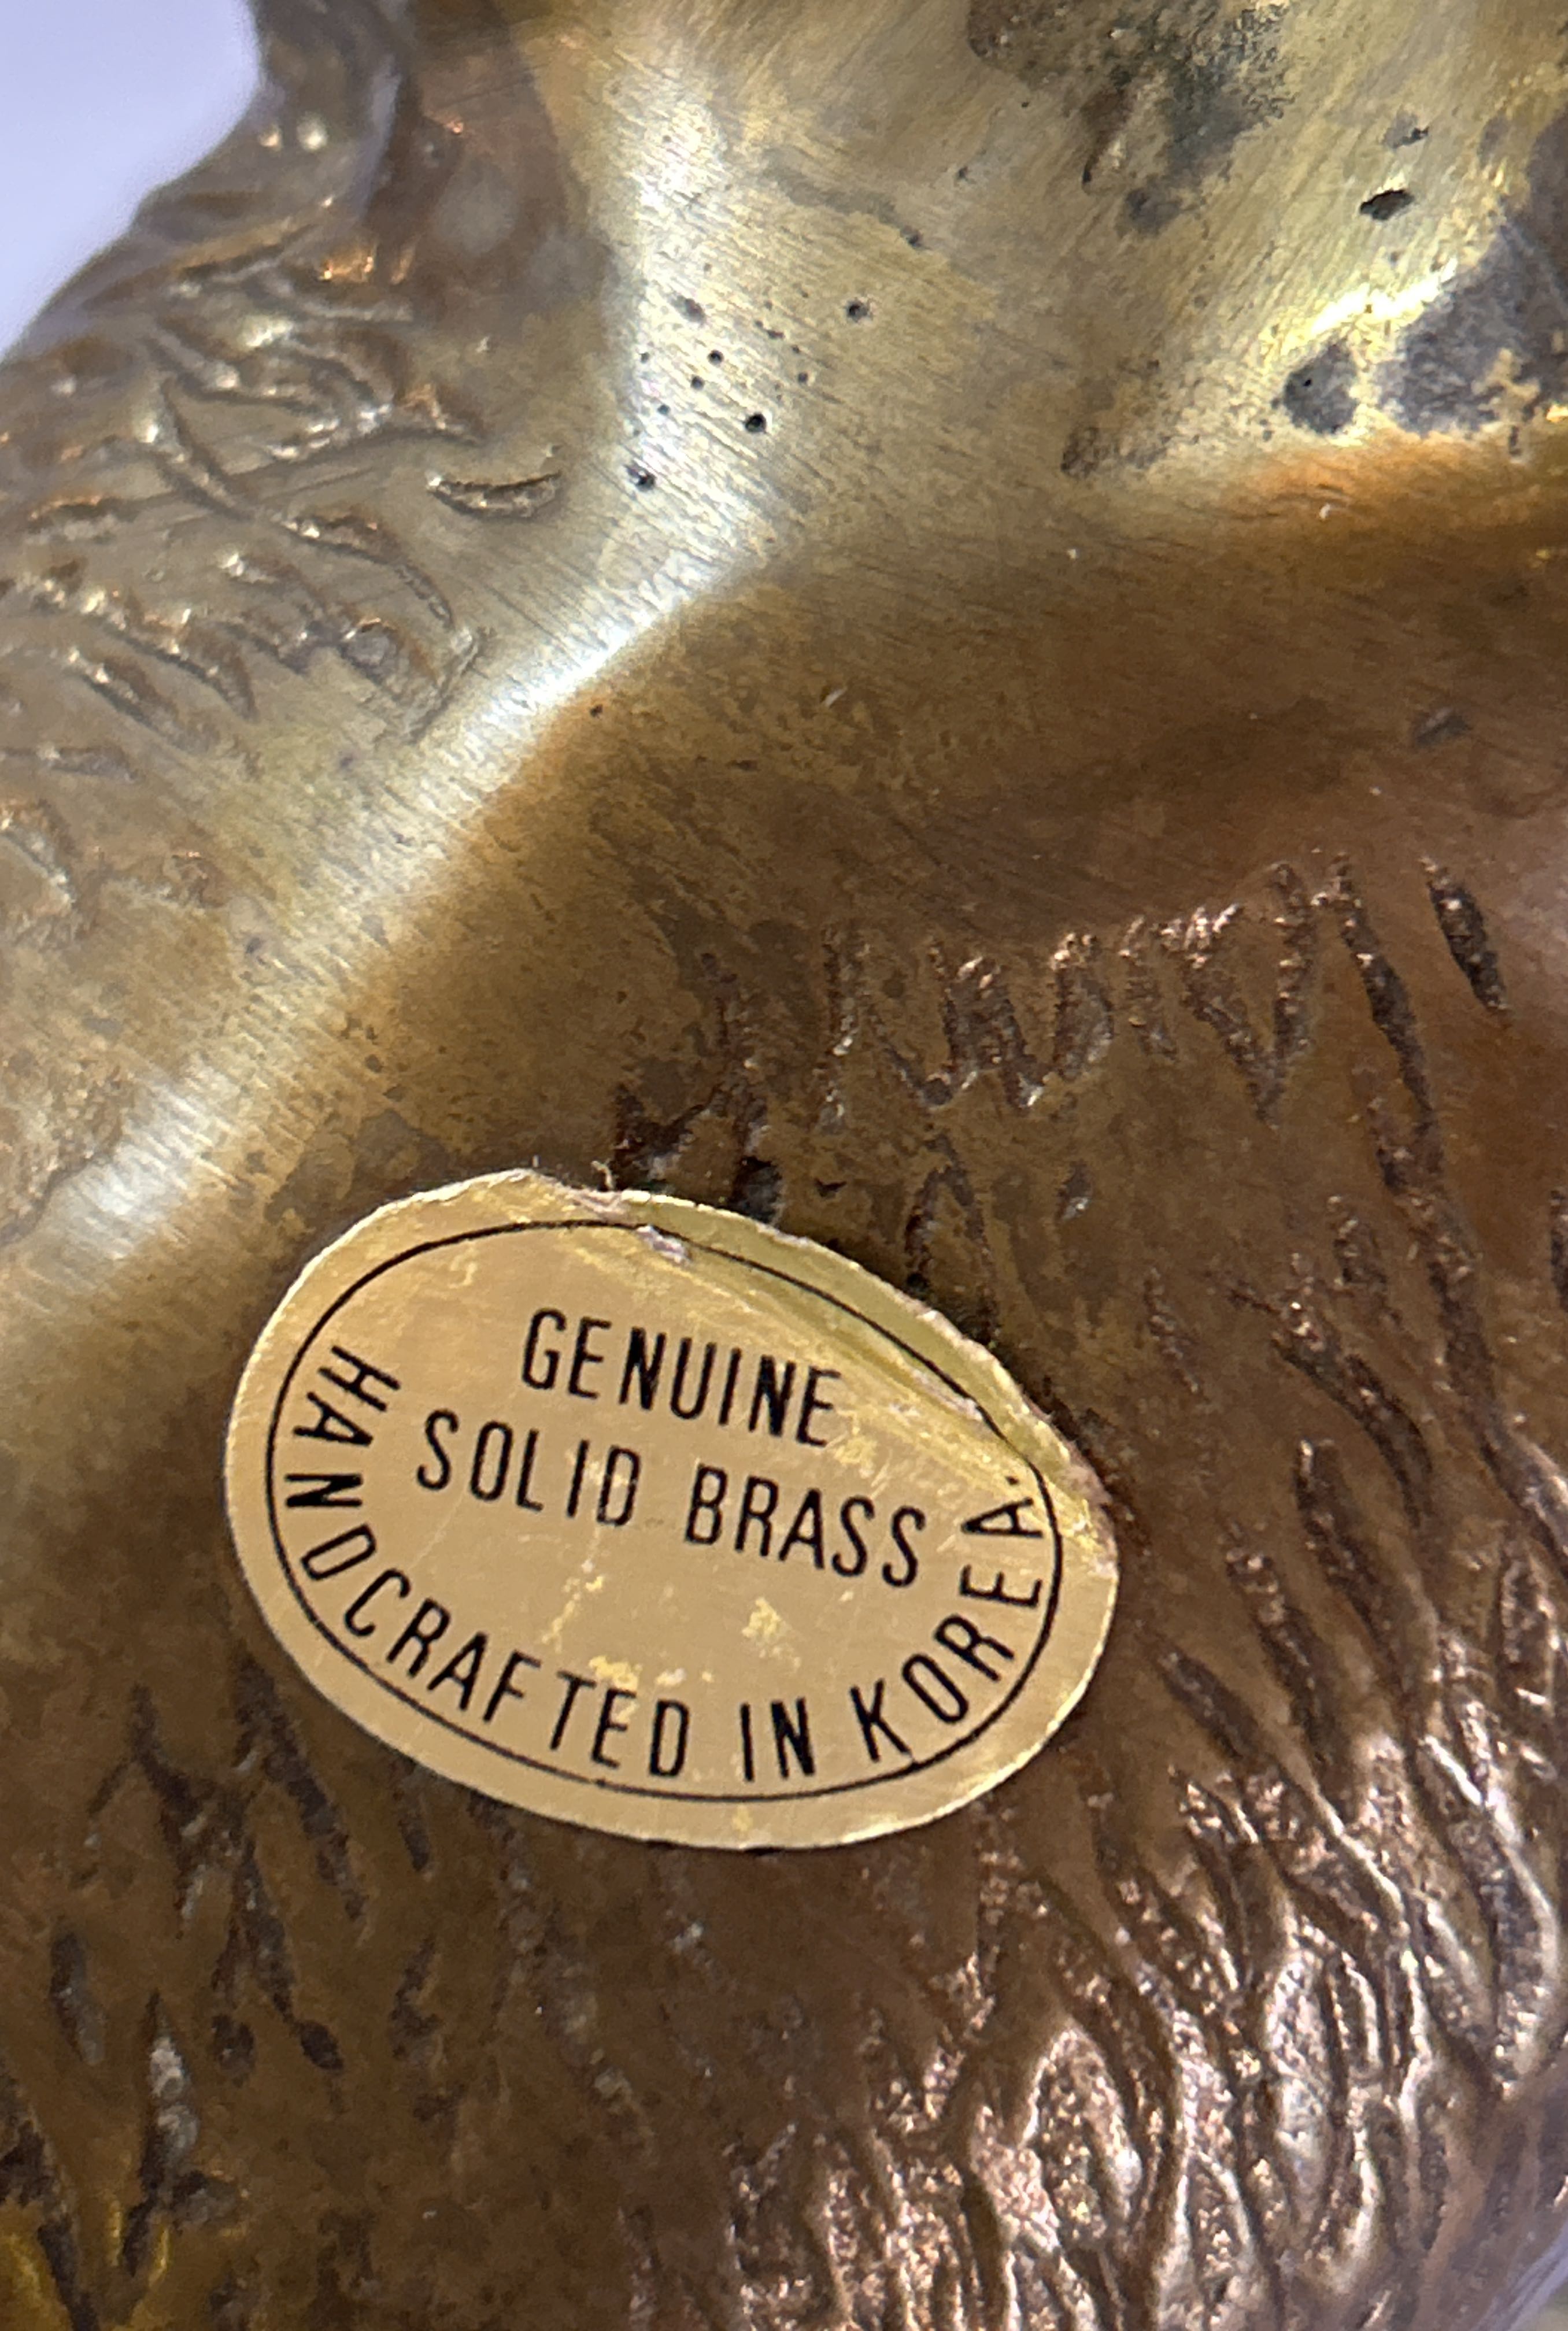 GENUINE
SOLID BRASS
HANDCRAFTED IN KOREA.